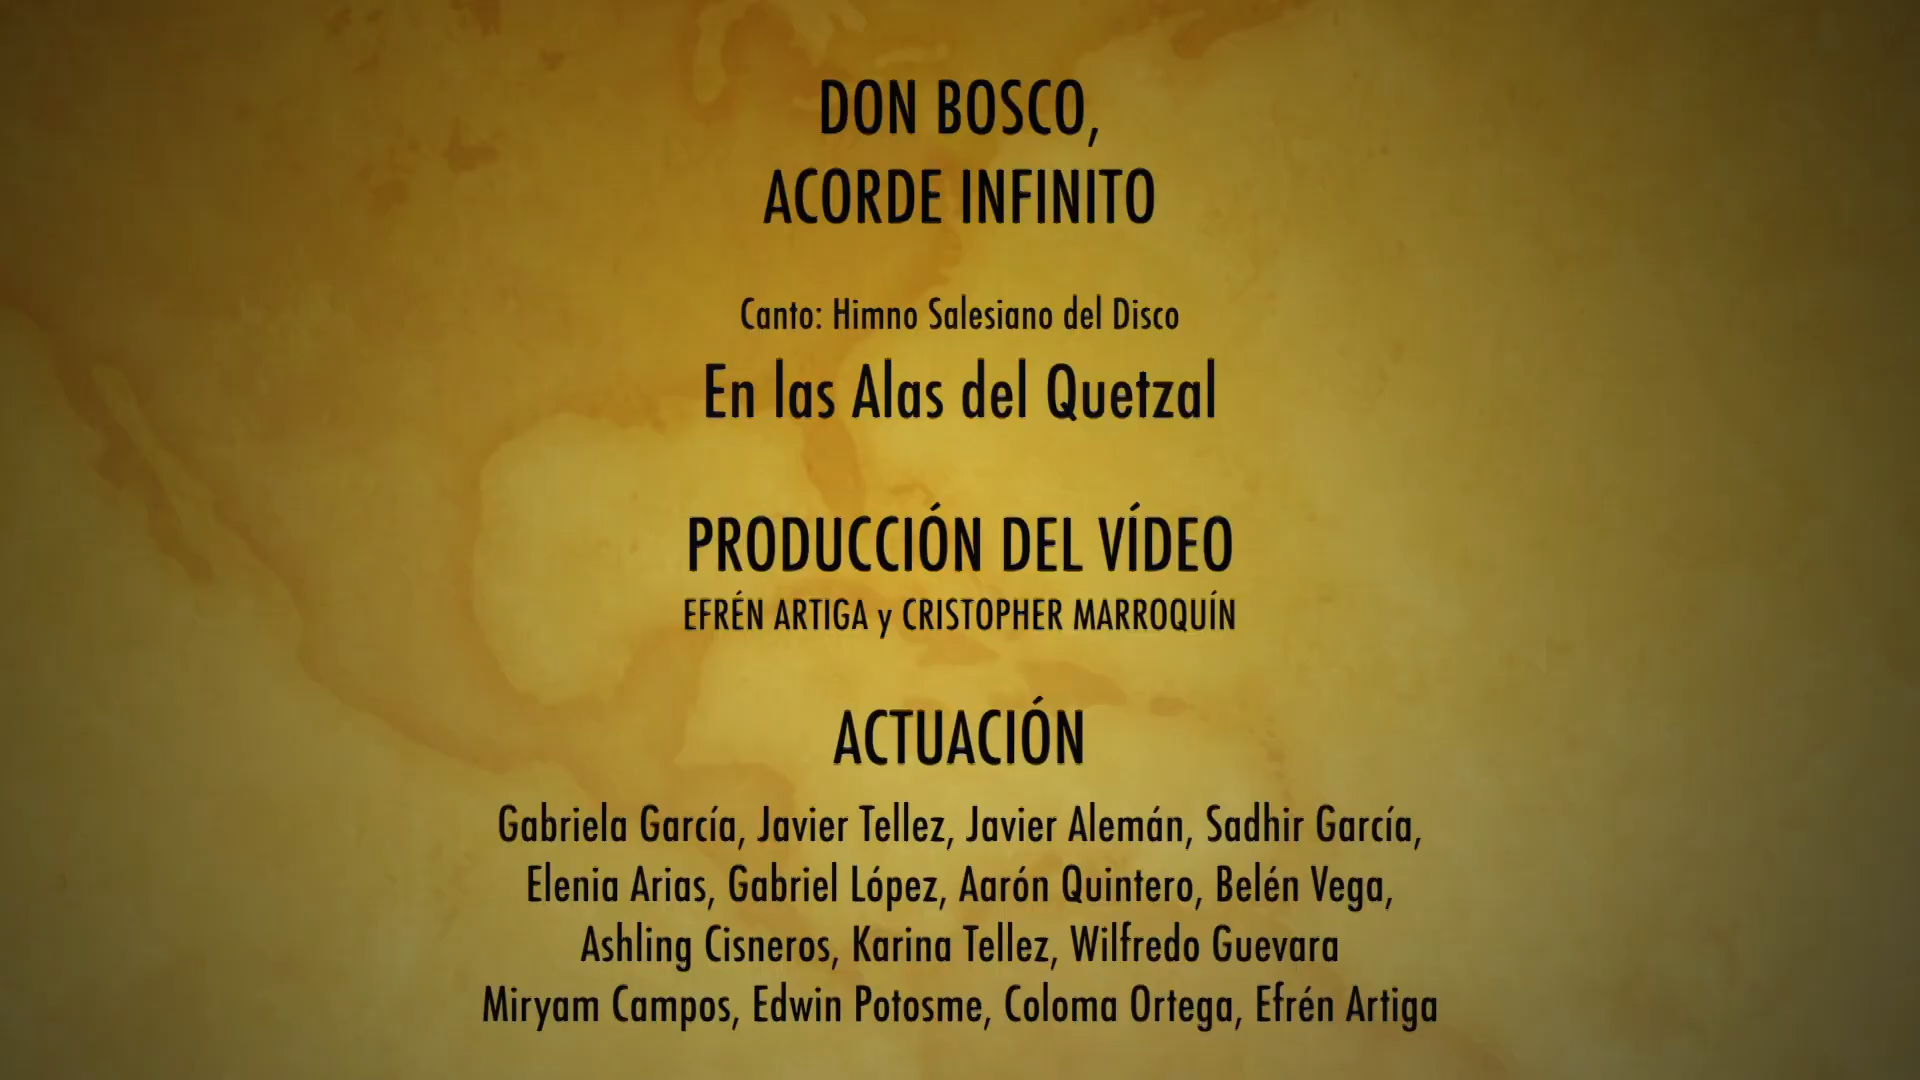 DON BOSCO,
ACORDE INFINITO
Canto: Himno Salesiano del Disco
En las Alas del Quetzal
PRODUCCIÓN DEL VÍDEO
EFRÉN ARTIGA y CRISTOPHER MARROQUÍN
ACTUACIÓN
Gabriela García, Javier Tellez, Javier Alemán, Sadhir García,
Elenia Arias, Gabriel López, Aarón Quintero, Belén Vega,
Ashling Cisneros, Karina Tellez, Wilfredo Guevara
Miryam Campos, Edwin Potosme, Coloma Ortega, Efrén Artiga